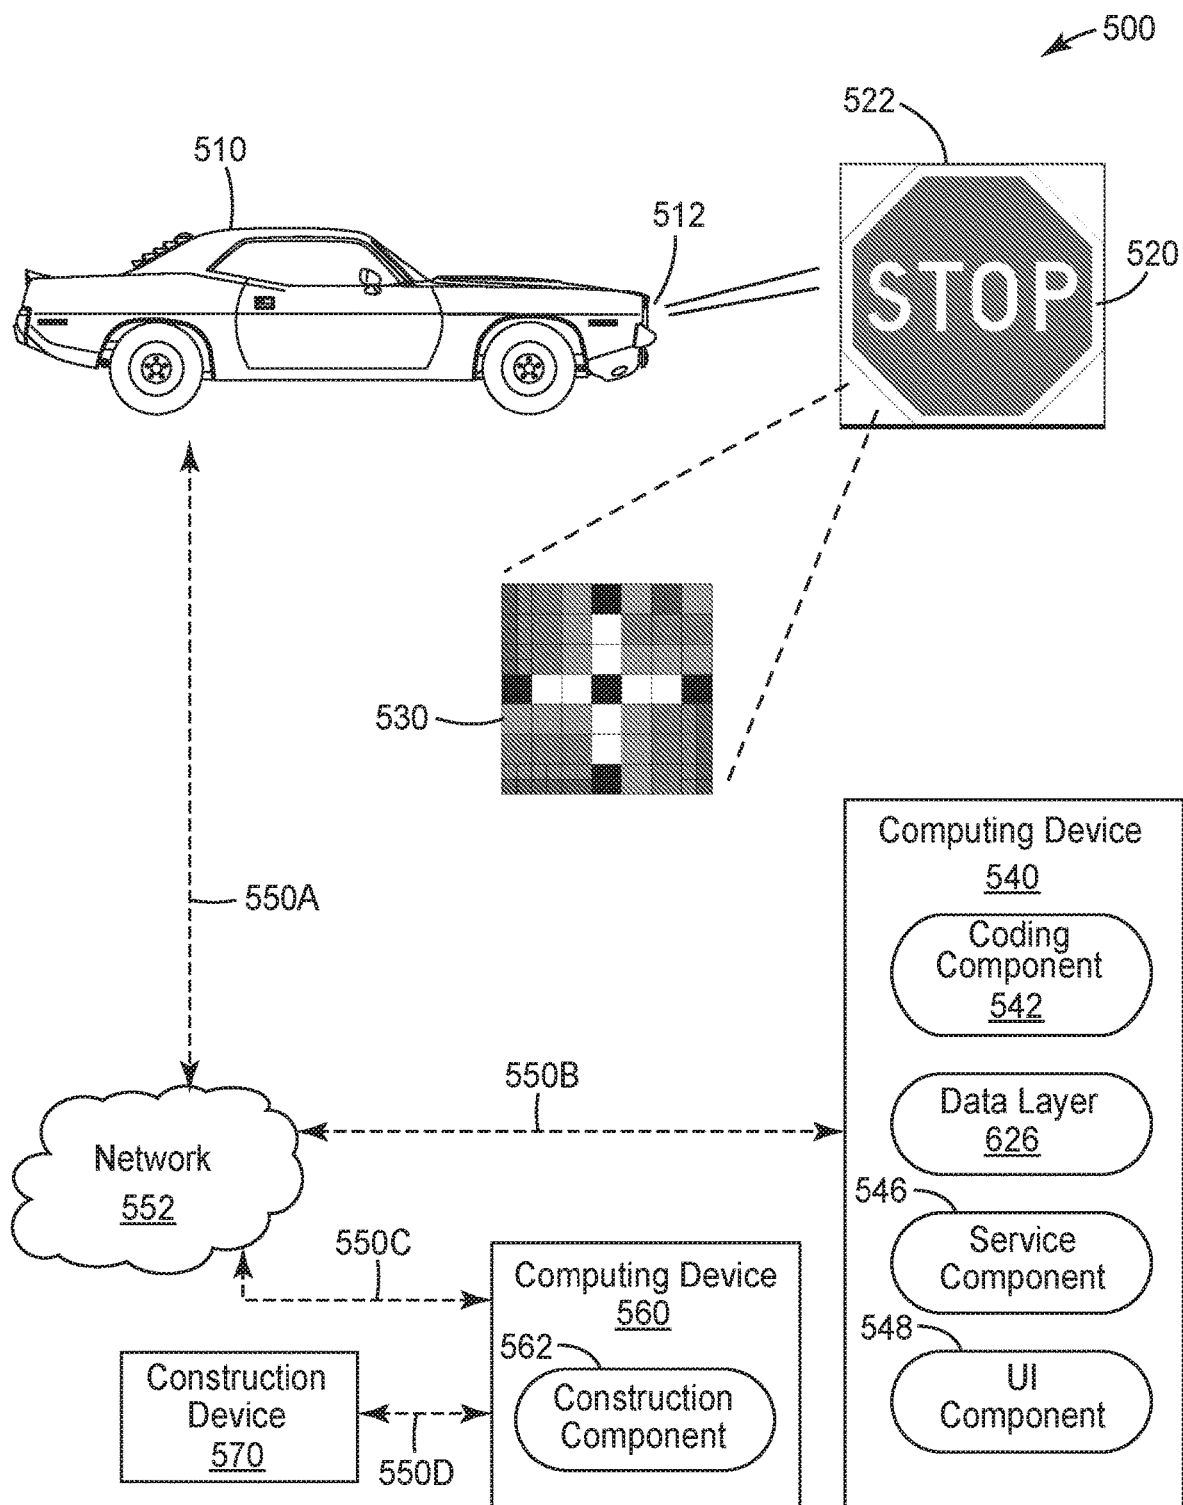 500
522
510
512
520
STOP
530
Computing Device
540
Coding
Component
542
550A
550B
Data Layer
626
Network
552
546
Service
Component
550C
Computing Device
560
548
562
UI
Component
Construction
Device
570
Construction
Component
550D